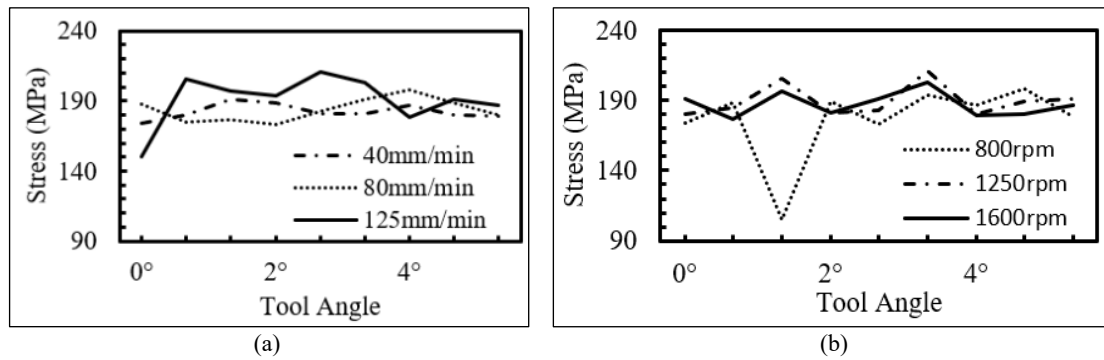 240
190
140
90
Stress (MPa)
40mm/min
80mm/min
125mm/min
0°
2°
4°
Tool Angle
(a)
240
190
140
90
Stress (MPa)
800rpm
1250rpm
1600rpm
0°
2°
4°
Tool Angle
(b)